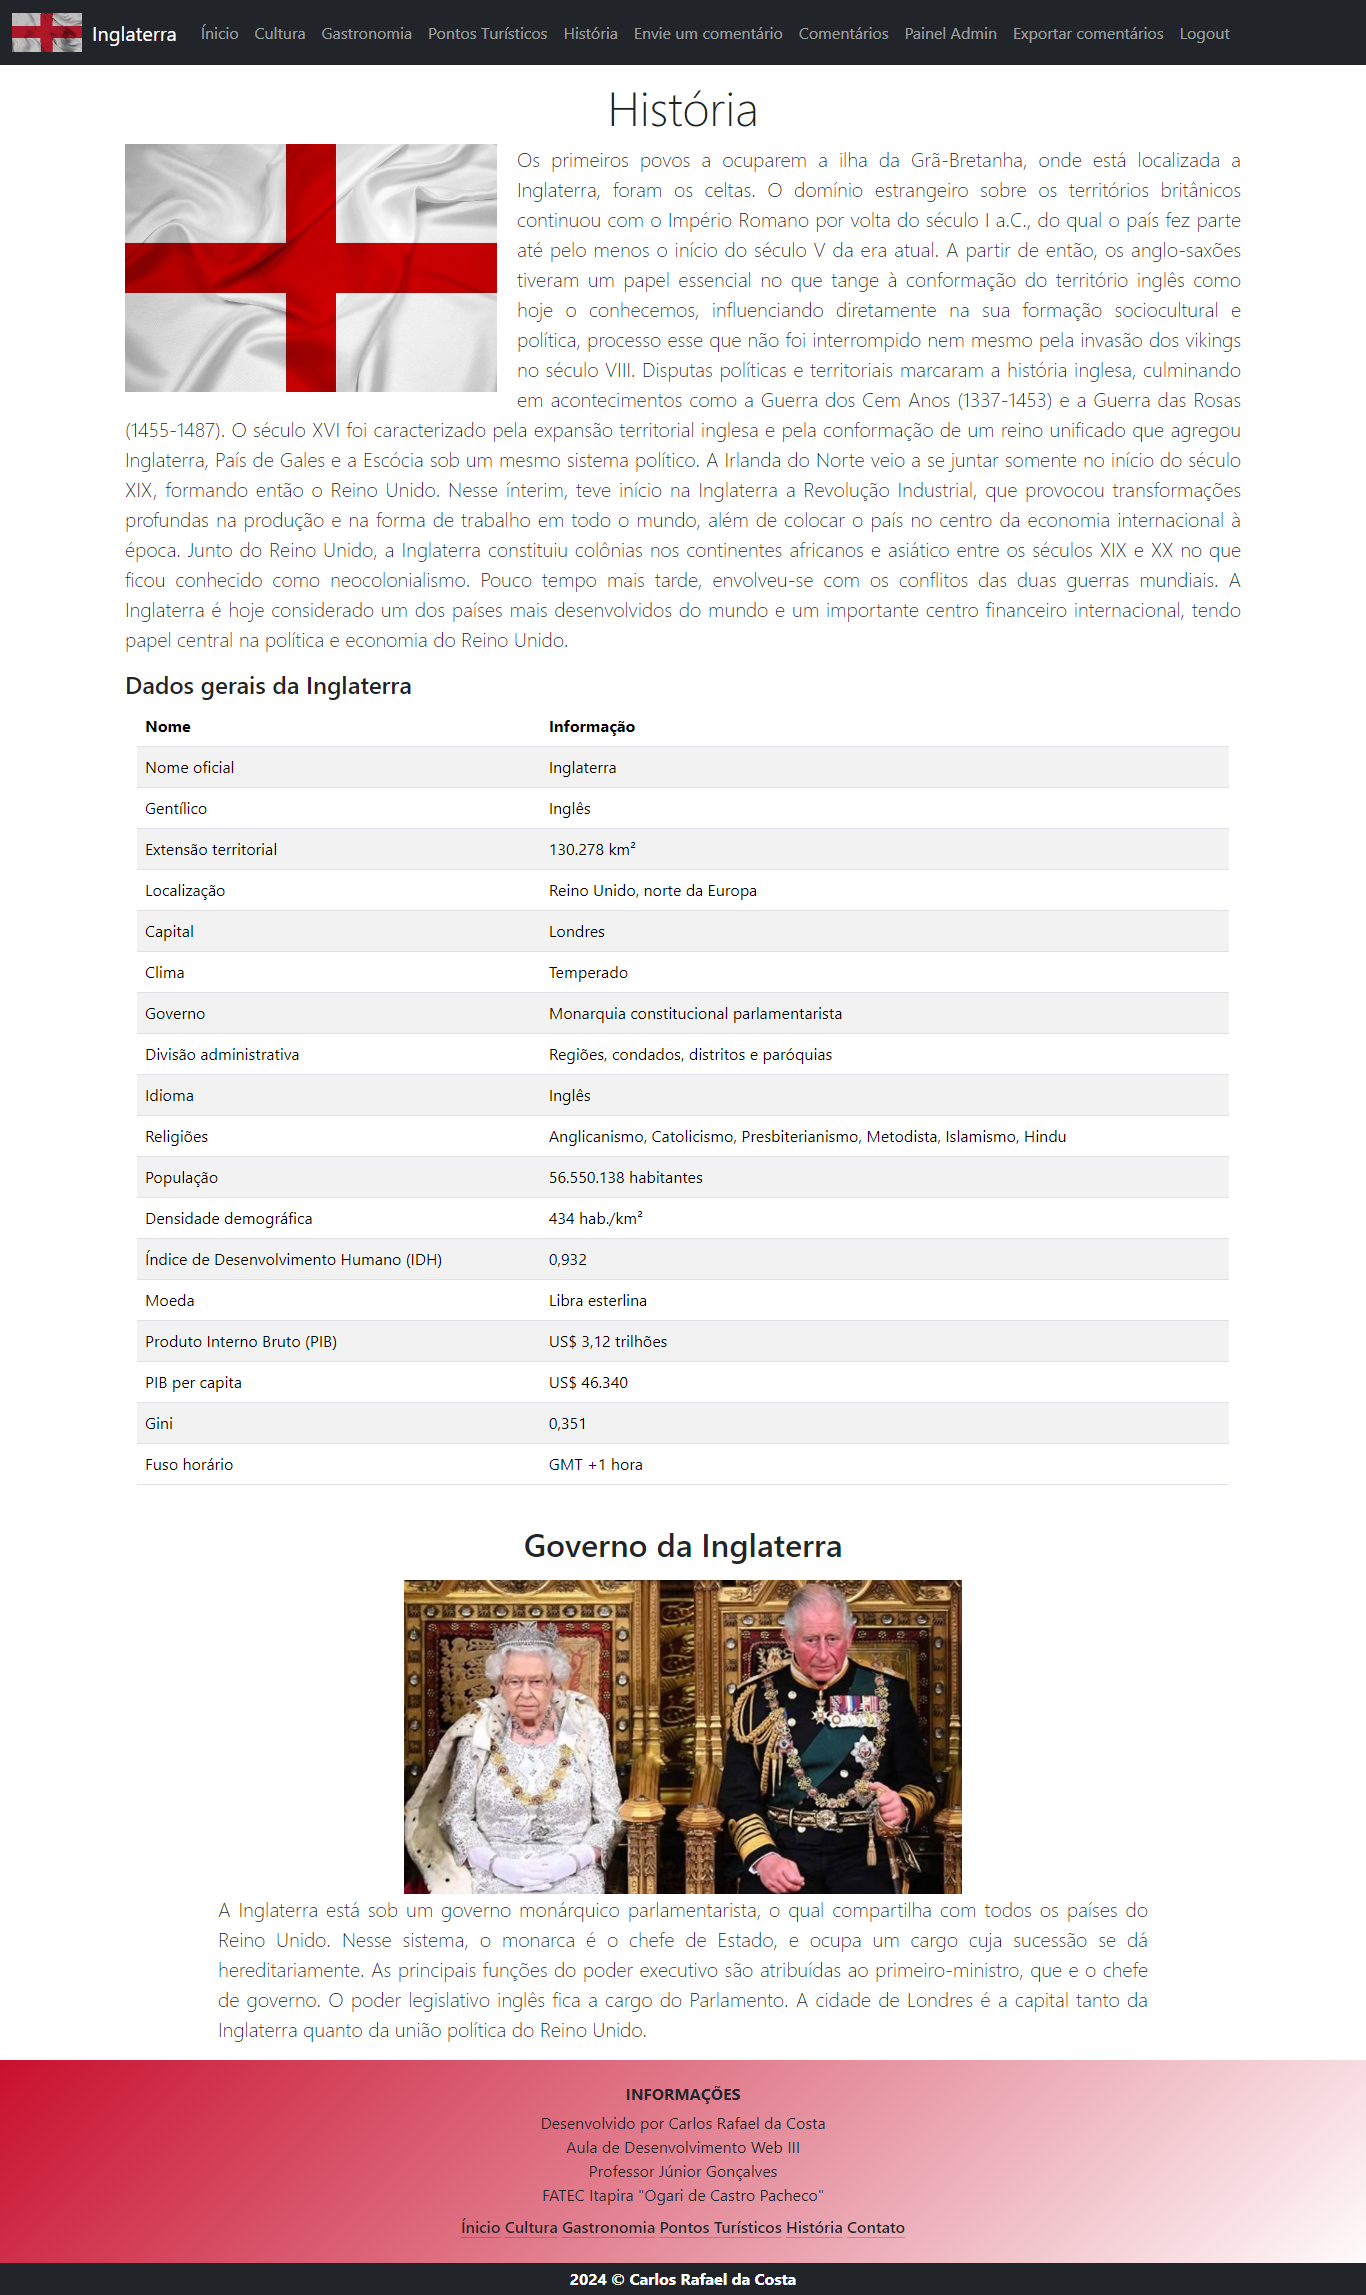 Inglaterra Ínicio Cultura Gastronomia Pontos Turísticos História Envie um comentário Comentários Painel Admin Exportar comentários Logout
História
Os primeiros povos a ocuparem a ilha da Grã-Bretanha, onde está localizada a
Inglaterra, foram os celtas. O domínio estrangeiro sobre os territórios britânicos
continuou com o Império Romano por volta do século I a.C., do qual o país fez parte
até pelo menos o início do século V da era atual. A partir de então, os anglo-saxões
tiveram um papel essencial no que tange à conformação do território inglês como
hoje o conhecemos, influenciando diretamente na sua formação sociocultural e
política, processo esse que não foi interrompido nem mesmo pela invasão dos vikings
no século VIII. Disputas políticas e territoriais marcaram a história inglesa, culminando
em acontecimentos como a Guerra dos Cem Anos (1337-1453) e a Guerra das Rosas
(1455-1487). O século XVI foi caracterizado pela expansão territorial inglesa e pela conformação de um reino unificado que agregou
Inglaterra, País de Gales e a Escócia sob um mesmo sistema político. A Irlanda do Norte veio a se juntar somente no início do século
XIX, formando então o Reino Unido. Nesse ínterim, teve início na Inglaterra a Revolução Industrial, que provocou transformações
profundas na produção e na forma de trabalho em todo o mundo, além de colocar o país no centro da economia internacional à
época. Junto do Reino Unido, a Inglaterra constituiu colônias nos continentes africanos e asiático entre os séculos XIX e XX no que
ficou conhecido como neocolonialismo. Pouco tempo mais tarde, envolveu-se com os conflitos das duas guerras mundiais. A
Inglaterra é hoje considerado um dos países mais desenvolvidos do mundo e um importante centro financeiro internacional, tendo
papel central na política e economia do Reino Unido.
Dados gerais da Inglaterra
Nome Informação
Nome oficial Inglaterra
Gentílico Inglês
Extensão territorial 130.278 km²
Localização Reino Unido, norte da Europa
Capital Londres
Clima Temperado
Governo Monarquia constitucional parlamentarista
Divisão administrativa Regiões, condados, distritos e paróquias
Idioma Inglês
Religiões Anglicanismo, Catolicismo, Presbiterianismo, Metodista, Islamismo, Hindu
População 56.550.138 habitantes
Densidade demográfica 434 hab./km²
Índice de Desenvolvimento Humano (IDH) 0,932
Moeda Libra esterlina
Produto Interno Bruto (PIB) US$ 3,12 trilhões
PIB per capita US$ 46.340
Gini 0,351
Fuso horário GMT +1 hora
Governo da Inglaterra
A Inglaterra está sob um governo monárquico parlamentarista, o qual compartilha com todos os países do
Reino Unido. Nesse sistema, o monarca é o chefe de Estado, e ocupa um cargo cuja sucessão se dá
hereditariamente. As principais funções do poder executivo são atribuídas ao primeiro-ministro, que e o chefe
de governo. O poder legislativo inglês fica a cargo do Parlamento. A cidade de Londres é a capital tanto da
Inglaterra quanto da união política do Reino Unido.
INFORMAÇÕES
Desenvolvido por Carlos Rafael da Costa
Aula de Desenvolvimento Web III
Professor Júnior Gonçalves
FATEC Itapira "Ogari de Castro Pacheco"
Ínicio Cultura Gastronomia Pontos Turísticos História Contato
2024 © Carlos Rafael da Costa